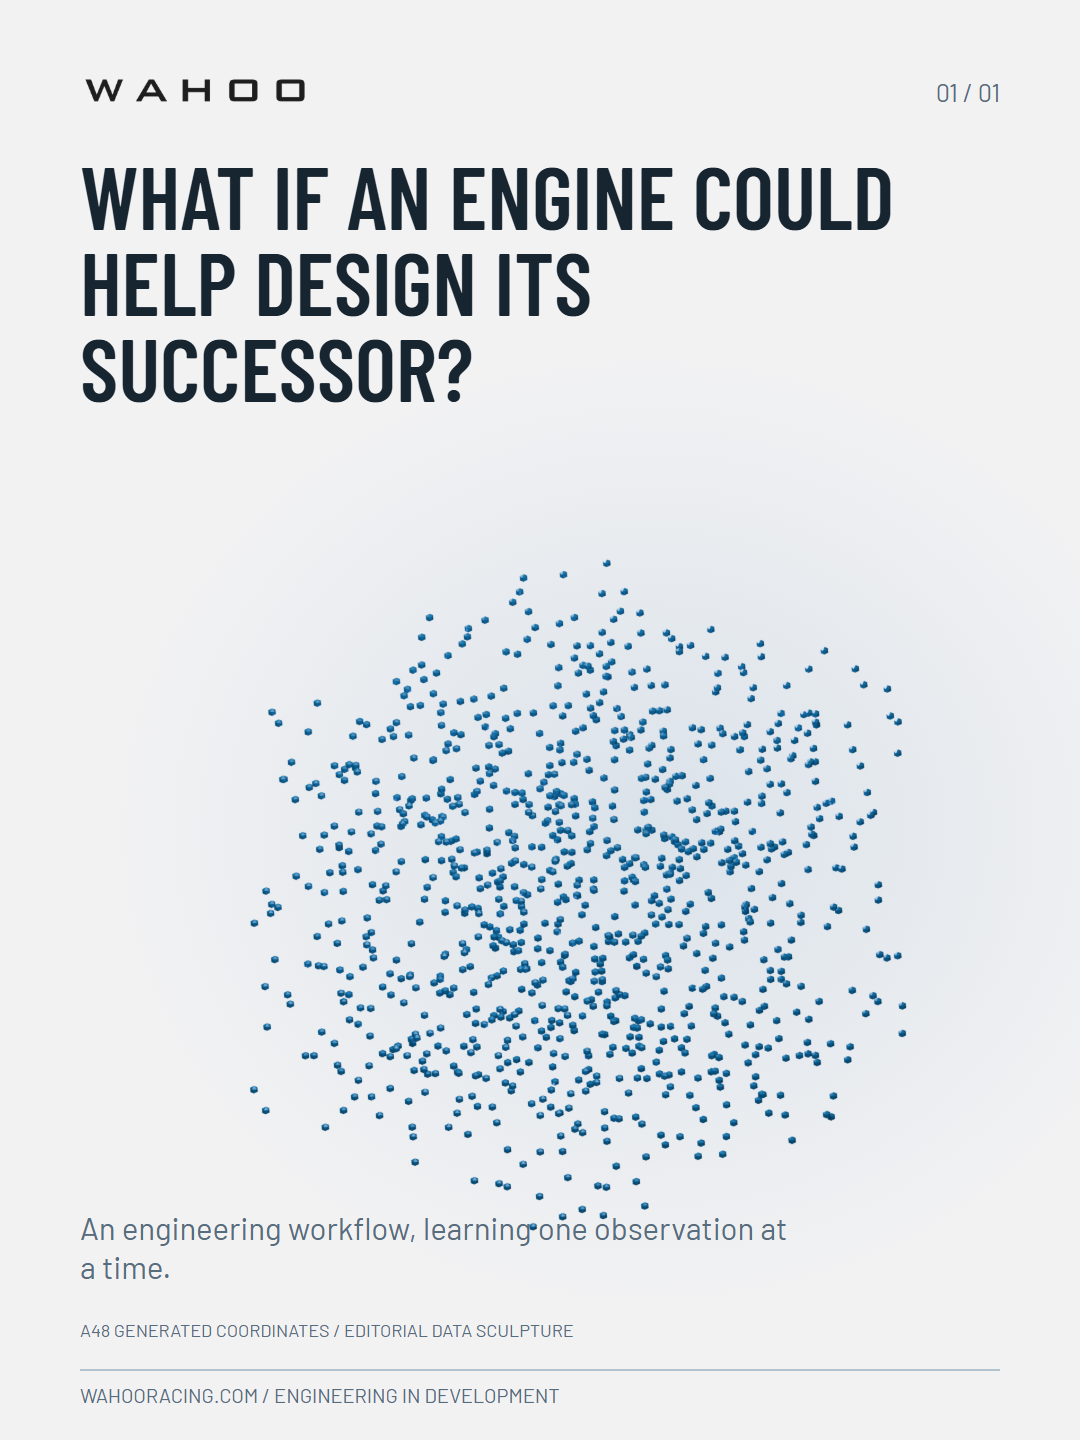 WAHOO
01 / 01
WHAT IF AN ENGINE COULD
HELP DESIGN ITS
SUCCESSOR?
An engineering workflow, learning one observation at
a time.
A48 GENERATED COORDINATES / EDITORIAL DATA SCULPTURE
WAHOORACING.COM / ENGINEERING IN DEVELOPMENT